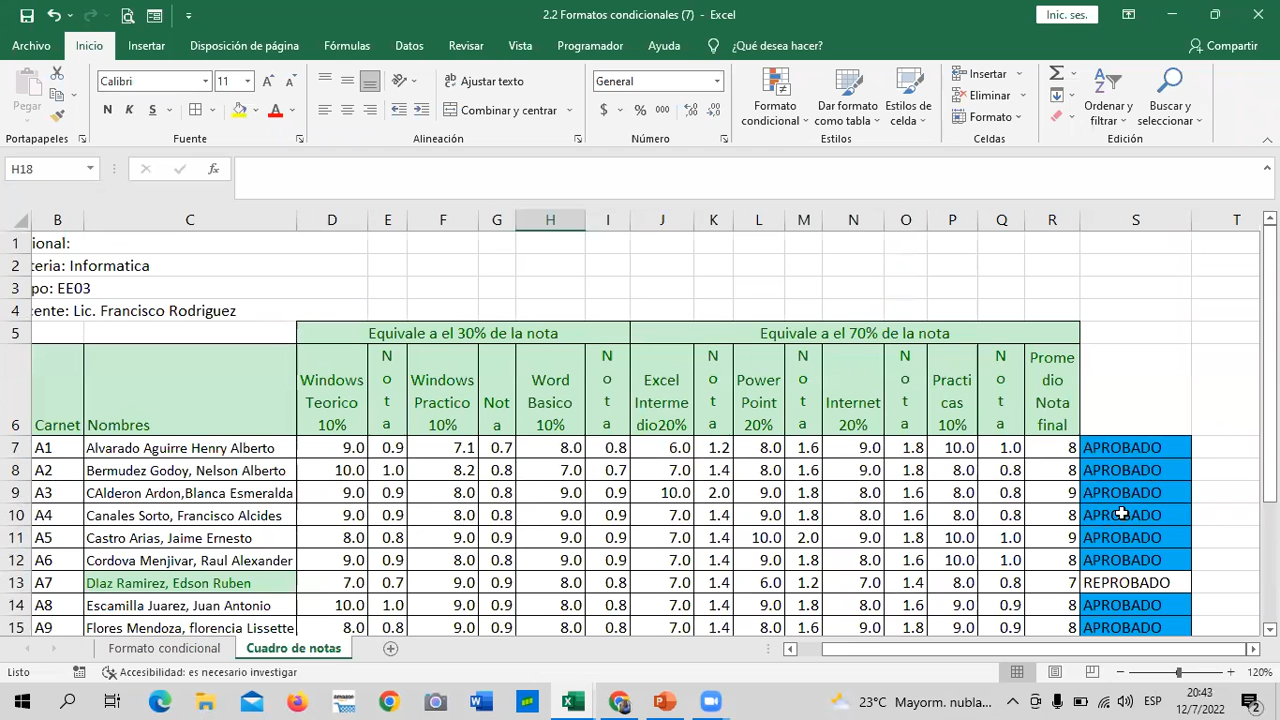 2.2 Formatos condicionales (7) - Excel
Inic. ses.
Archivo Inicio Insertar Disposición de página Fórmulas Datos Revisar Vista Programador Ayuda ¿Qué desea hacer? Compartir
Pegar
Calibri 11
N K S
Ajustar texto
Combinar y centrar
General
$ % 000
Formato condicional
Dar formato como tabla
Estilos de celda
Insertar
Eliminar
Formato
Ordenar y filtrar
Buscar y seleccionar
Portapapeles Fuente Alineación Número Estilos Celdas Edición
H18 fx
B C D E F G H I J K L M N O P Q R S T
1 ional:
2 teria: Informatica
3 po: EE03
4 cente: Lic. Francisco Rodriguez
5 Equivale a el 30% de la nota Equivale a el 70% de la nota
6 Carnet Nombres Windows Teorico 10% Nota Windows Practico 10% Nota Word Basico 10% Nota Excel Intermedio20% Nota Power Point 20% Nota Internet 20% Nota Practicas 10% Nota Promedio Nota final
7 A1 Alvarado Aguirre Henry Alberto 9.0 0.9 7.1 0.7 8.0 0.8 6.0 1.2 8.0 1.6 9.0 1.8 10.0 1.0 8 APROBADO
8 A2 Bermudez Godoy, Nelson Alberto 10.0 1.0 8.2 0.8 7.0 0.7 7.0 1.4 8.0 1.6 9.0 1.8 8.0 0.8 8 APROBADO
9 A3 CAlderon Ardon,Blanca Esmeralda 9.0 0.9 8.0 0.8 9.0 0.9 10.0 2.0 9.0 1.8 8.0 1.6 8.0 0.8 9 APROBADO
10 A4 Canales Sorto, Francisco Alcides 9.0 0.9 8.0 0.8 9.0 0.9 7.0 1.4 9.0 1.8 8.0 1.6 8.0 0.8 8 APROBADO
11 A5 Castro Arias, Jaime Ernesto 8.0 0.8 9.0 0.9 9.0 0.9 7.0 1.4 10.0 2.0 9.0 1.8 10.0 1.0 9 APROBADO
12 A6 Cordova Menjivar, Raul Alexander 9.0 0.9 9.0 0.9 9.0 0.9 7.0 1.4 8.0 1.6 8.0 1.6 10.0 1.0 8 APROBADO
13 A7 DIaz Ramirez, Edson Ruben 7.0 0.7 9.0 0.9 8.0 0.8 7.0 1.4 6.0 1.2 7.0 1.4 8.0 0.8 7 REPROBADO
14 A8 Escamilla Juarez, Juan Antonio 10.0 1.0 9.0 0.9 8.0 0.8 7.0 1.4 8.0 1.6 8.0 1.6 9.0 0.9 8 APROBADO
15 A9 Flores Mendoza, florencia Lissette 8.0 0.8 9.0 0.9 8.0 0.8 7.0 1.4 8.0 1.6 9.0 1.8 9.0 0.9 8 APROBADO
Formato condicional Cuadro de notas
Listo Accesibilidad: es necesario investigar 120%
23°C Mayorm. nubla... ESP 20:43
12/7/2022 2